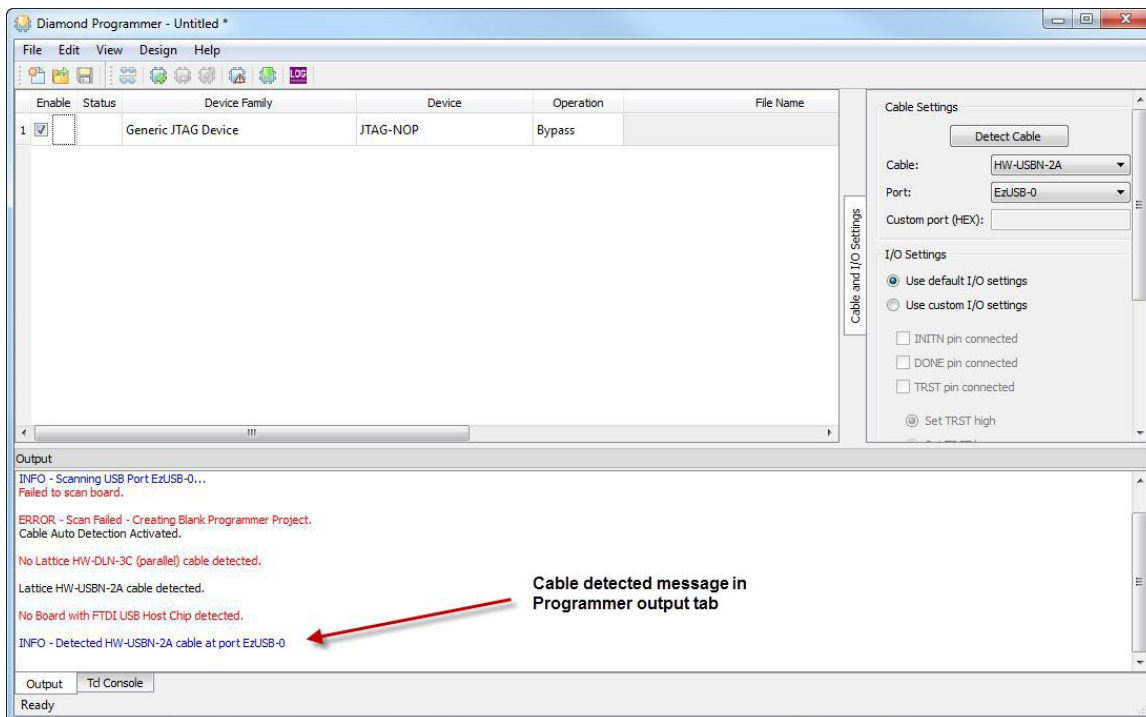 Diamond Programmer - Untitled *
File Edit View Design Help
LOG
Enable Status Device Family Device Operation File Name
1 Generic JTAG Device JTAG-NOP Bypass
Cable and I/O Settings
Cable Settings
Detect Cable
Cable: HW-USBN-2A
Port: EzUSB-0
Custom port (HEX):
I/O Settings
Use default I/O settings
Use custom I/O settings
INITN pin connected
DONE pin connected
TRST pin connected
Set TRST high
Output
INFO - Scanning USB Port EzUSB-0...
Failed to scan board.
ERROR - Scan Failed - Creating Blank Programmer Project.
Cable Auto Detection Activated.
No Lattice HW-DLN-3C (parallel) cable detected.
Lattice HW-USBN-2A cable detected.
No Board with FTDI USB Host Chip detected.
INFO - Detected HW-USBN-2A cable at port EzUSB-0
Cable detected message in
Programmer output tab
Output Tcl Console
Ready